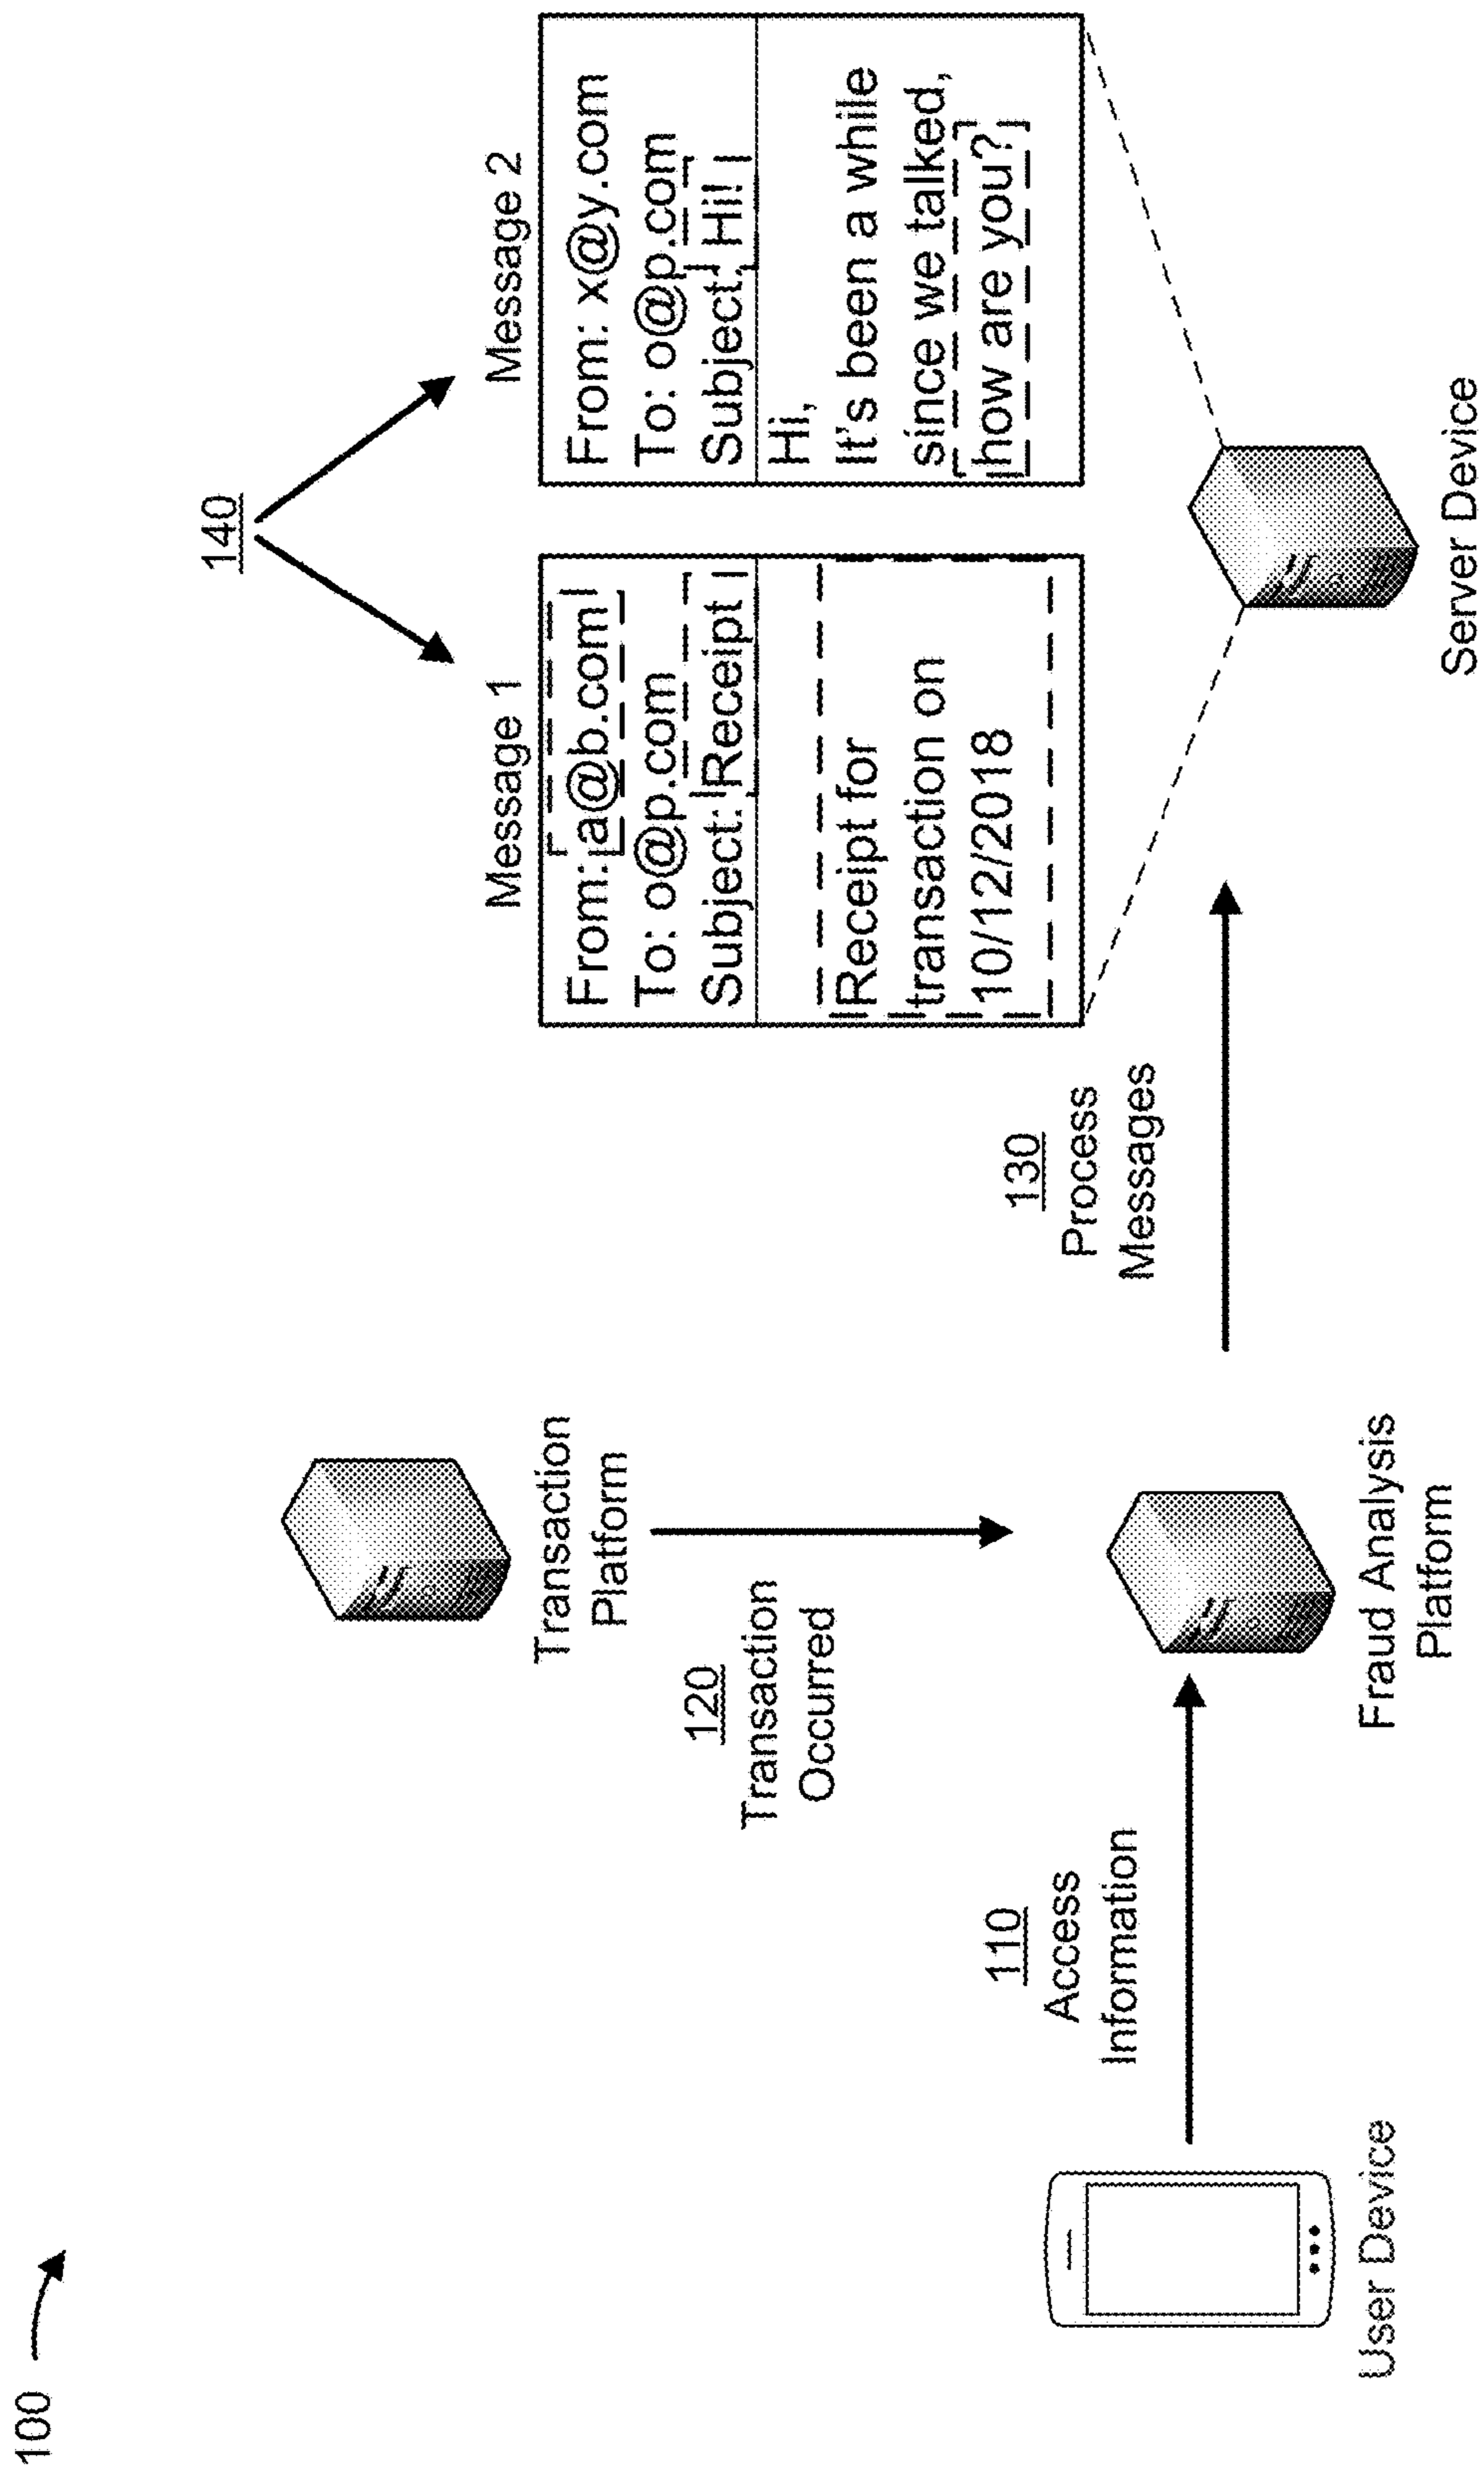 100
140
Message 1
From: a@b.com
To: o@p.com
Subject: Receipt
Receipt for
transaction on
10/12/2018
Message 2
From: x@y.com
To: o@p.com
Subject: Hi!
Hi,
It's been a while
since we talked,
how are you?
Transaction
Platform
120
Transaction
Occurred
110
Access
Information
130
Process
Messages
User Device
Fraud Analysis
Platform
Server Device